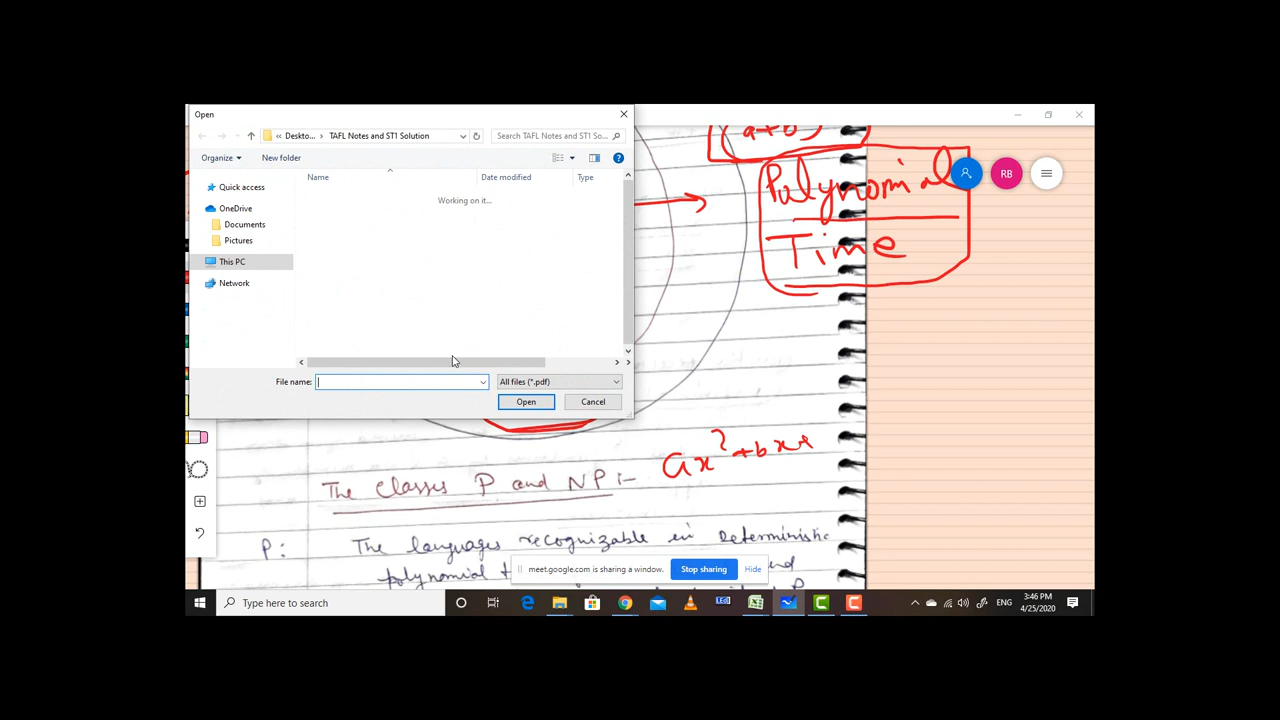 Open
« Deskto... › TAFL Notes and ST1 Solution
Search TAFL Notes and ST1 So...
Organize
New folder
Name
Date modified
Type
Quick access
OneDrive
Documents
Pictures
This PC
Network
Working on it...
File name:
All files (*.pdf)
Open
Cancel
(a+b)
Polynomial
Time
RB
ax²+bx+
The Classes P and NP:-
P: The languages recognizable in Deterministic
polynomial
meet.google.com is sharing a window.
Stop sharing
Hide
Type here to search
LEO
ENG
3:46 PM
4/25/2020